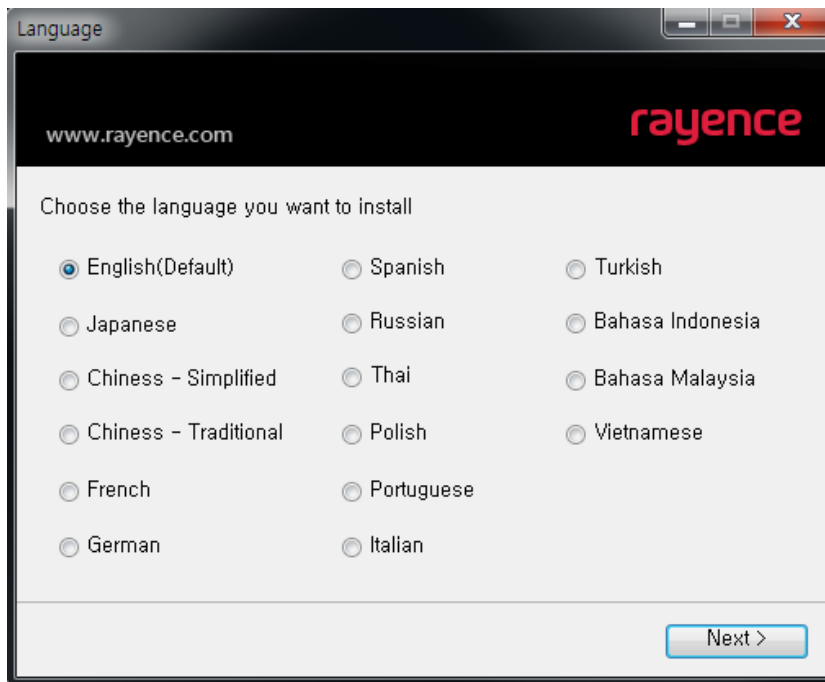 Language
www.rayence.com
rayence
Choose the language you want to install
English(Default)
Japanese
Chiness - Simplified
Chiness - Traditional
French
German
Spanish
Russian
Thai
Polish
Portuguese
Italian
Turkish
Bahasa Indonesia
Bahasa Malaysia
Vietnamese
Next >